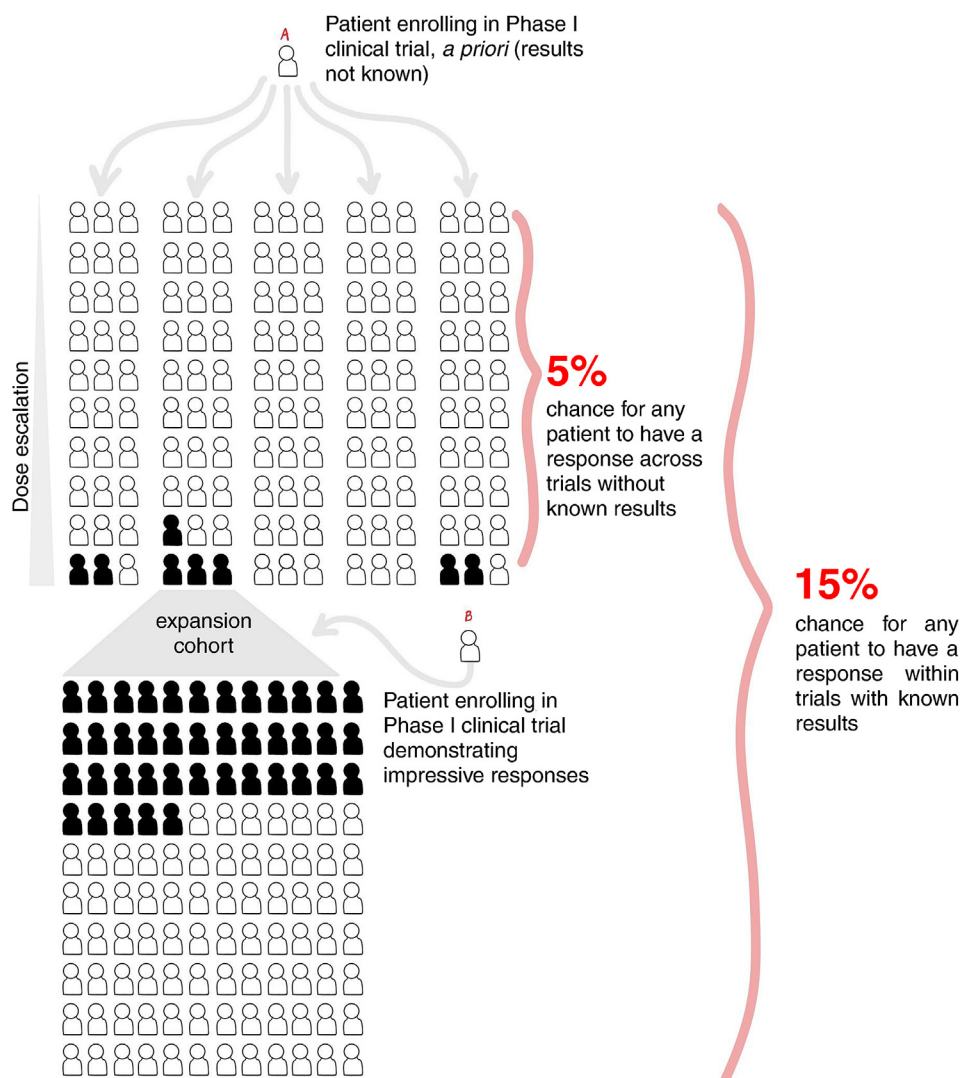 A
Patient enrolling in Phase I
clinical trial, a priori (results
not known)
Dose escalation
5%
chance for any
patient to have a
response across
trials without
known results
15%
chance for any
patient to have a
response within
trials with known
results
expansion
cohort
B
Patient enrolling in
Phase I clinical trial
demonstrating
impressive responses